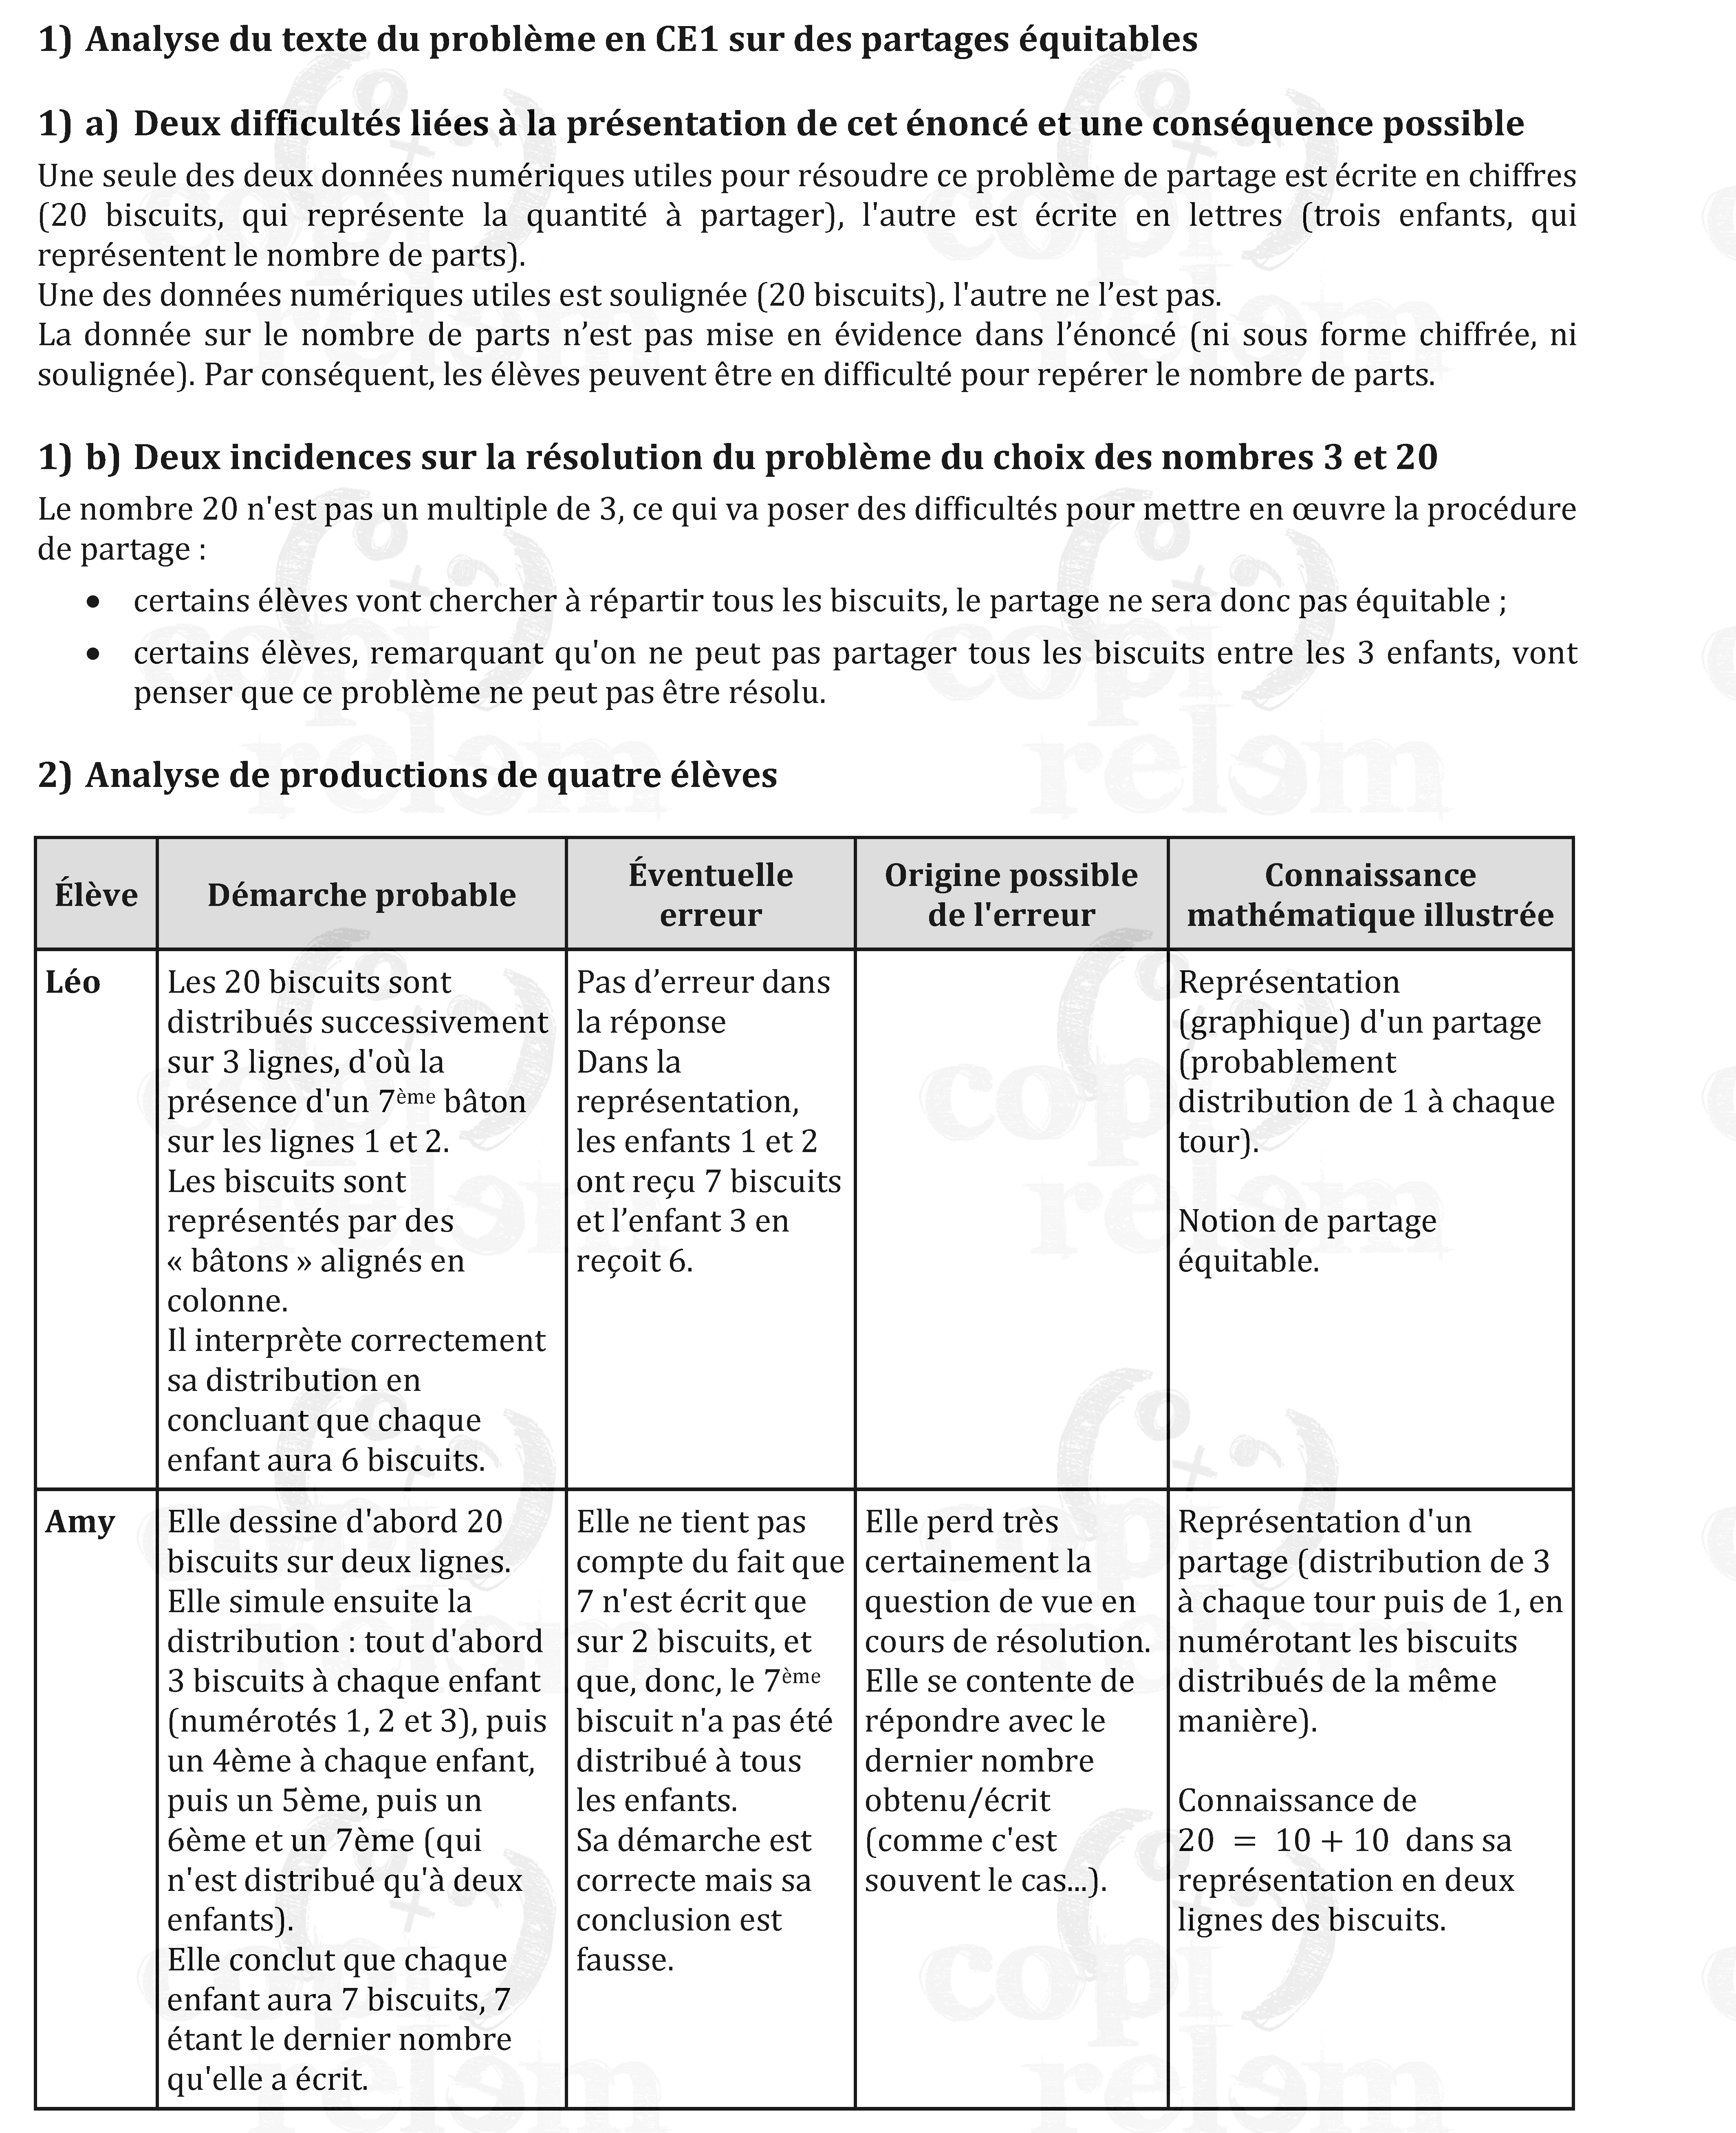 1) Analyse du texte du problème en CE1 sur des partages équitables
1) a) Deux difficultés liées à la présentation de cet énoncé et une conséquence possible
Une seule des deux données numériques utiles pour résoudre ce problème de partage est écrite en chiffres
(20 biscuits, qui représente la quantité à partager), l'autre est écrite en lettres (trois enfants, qui
représentent le nombre de parts).
Une des données numériques utiles est soulignée (20 biscuits), l'autre ne l’est pas.
La donnée sur le nombre de parts n’est pas mise en évidence dans l’énoncé (ni sous forme chiffrée, ni
soulignée). Par conséquent, les élèves peuvent être en difficulté pour repérer le nombre de parts.
1) b) Deux incidences sur la résolution du problème du choix des nombres 3 et 20
Le nombre 20 n'est pas un multiple de 3, ce qui va poser des difficultés pour mettre en œuvre la procédure
de partage :
• certains élèves vont chercher à répartir tous les biscuits, le partage ne sera donc pas équitable ;
• certains élèves, remarquant qu'on ne peut pas partager tous les biscuits entre les 3 enfants, vont
penser que ce problème ne peut pas être résolu.
2) Analyse de productions de quatre élèves
Élève
Démarche probable
Éventuelle
erreur
Origine possible
de l'erreur
Connaissance
mathématique illustrée
Léo
Les 20 biscuits sont
distribués successivement
sur 3 lignes, d'où la
présence d'un 7ème bâton
sur les lignes 1 et 2.
Les biscuits sont
représentés par des
« bâtons » alignés en
colonne.
Il interprète correctement
sa distribution en
concluant que chaque
enfant aura 6 biscuits.
Pas d’erreur dans
la réponse
Dans la
représentation,
les enfants 1 et 2
ont reçu 7 biscuits
et l’enfant 3 en
reçoit 6.
Représentation
(graphique) d'un partage
(probablement
distribution de 1 à chaque
tour).
Notion de partage
équitable.
Amy
Elle dessine d'abord 20
biscuits sur deux lignes.
Elle simule ensuite la
distribution : tout d'abord
3 biscuits à chaque enfant
(numérotés 1, 2 et 3), puis
un 4ème à chaque enfant,
puis un 5ème, puis un
6ème et un 7ème (qui
n'est distribué qu'à deux
enfants).
Elle conclut que chaque
enfant aura 7 biscuits, 7
étant le dernier nombre
qu'elle a écrit.
Elle ne tient pas
compte du fait que
7 n'est écrit que
sur 2 biscuits, et
que, donc, le 7ème
biscuit n'a pas été
distribué à tous
les enfants.
Sa démarche est
correcte mais sa
conclusion est
fausse.
Elle perd très
certainement la
question de vue en
cours de résolution.
Elle se contente de
répondre avec le
dernier nombre
obtenu/écrit
(comme c'est
souvent le cas...).
Représentation d'un
partage (distribution de 3
à chaque tour puis de 1, en
numérotant les biscuits
distribués de la même
manière).
Connaissance de
20 = 10 + 10 dans sa
représentation en deux
lignes des biscuits.